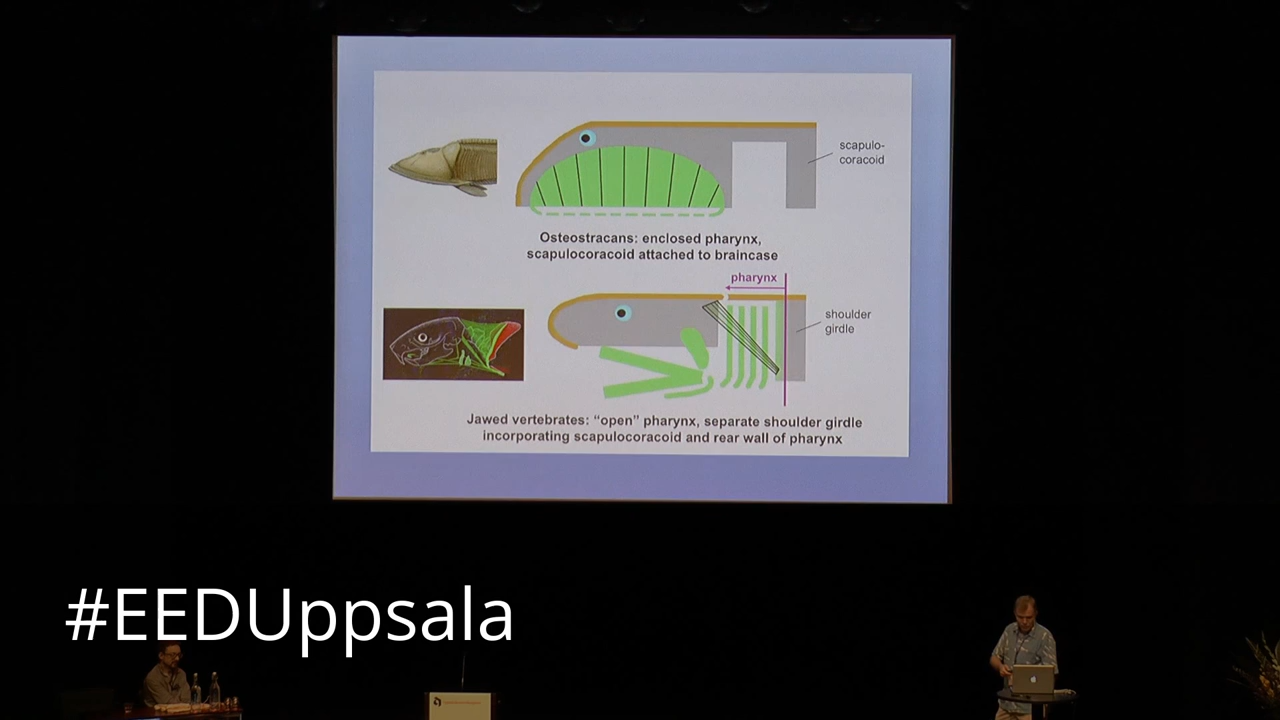 scapulo-
coracoid
Osteostracans: enclosed pharynx,
scapulocoracoid attached to braincase
pharynx
shoulder
girdle
Jawed vertebrates: “open” pharynx, separate shoulder girdle
incorporating scapulocoracoid and rear wall of pharynx
#EEDUppsala